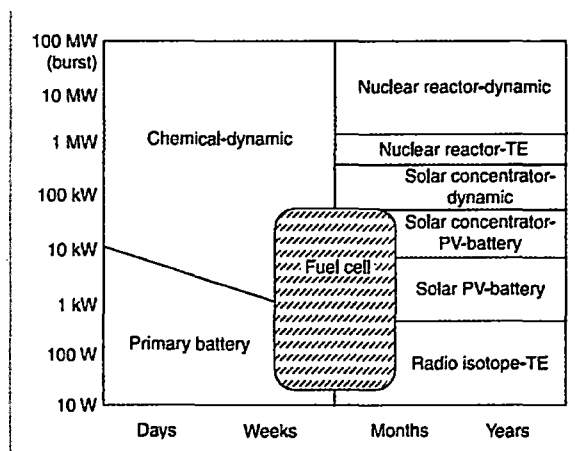 100 MW
(burst)
10 MW
1 MW
100 kW
10 kW
1 kW
100 W
10 W
Chemical-dynamic
Primary battery
Fuel cell
Nuclear reactor-dynamic
Nuclear reactor-TE
Solar concentrator-
dynamic
Solar concentrator-
PV-battery
Solar PV-battery
Radio isotope-TE
Days
Weeks
Months
Years